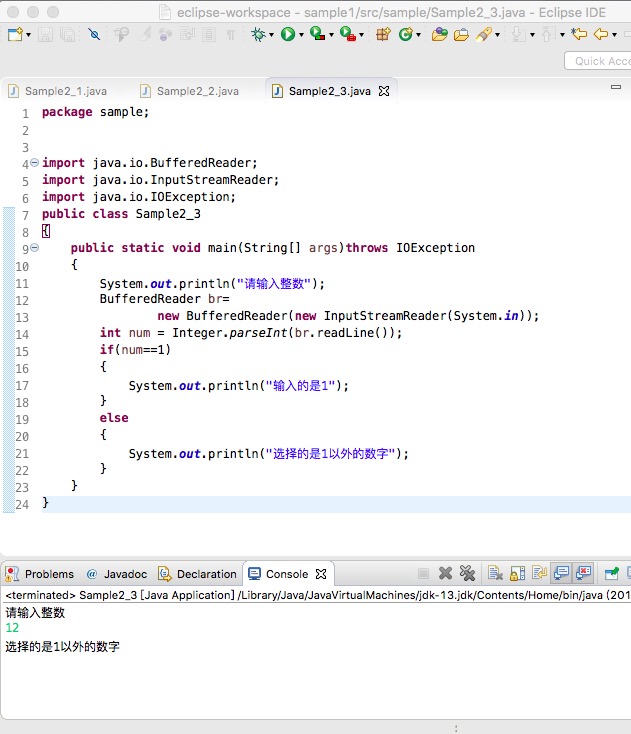 eclipse-workspace - sample1/src/sample/Sample2_3.java - Eclipse IDE
Quick Acce
Sample2_1.java Sample2_2.java Sample2_3.java
1 package sample;
2
3
4 import java.io.BufferedReader;
5 import java.io.InputStreamReader;
6 import java.io.IOException;
7 public class Sample2_3
8 {
9 public static void main(String[] args)throws IOException
10 {
11 System.out.println("请输入整数");
12 BufferedReader br=
13 new BufferedReader(new InputStreamReader(System.in));
14 int num = Integer.parseInt(br.readLine());
15 if(num==1)
16 {
17 System.out.println("输入的是1");
18 }
19 else
20 {
21 System.out.println("选择的是1以外的数字");
22 }
23 }
24 }
Problems @ Javadoc Declaration Console
<terminated> Sample2_3 [Java Application] /Library/Java/JavaVirtualMachines/jdk-13.jdk/Contents/Home/bin/java (201
请输入整数
12
选择的是1以外的数字